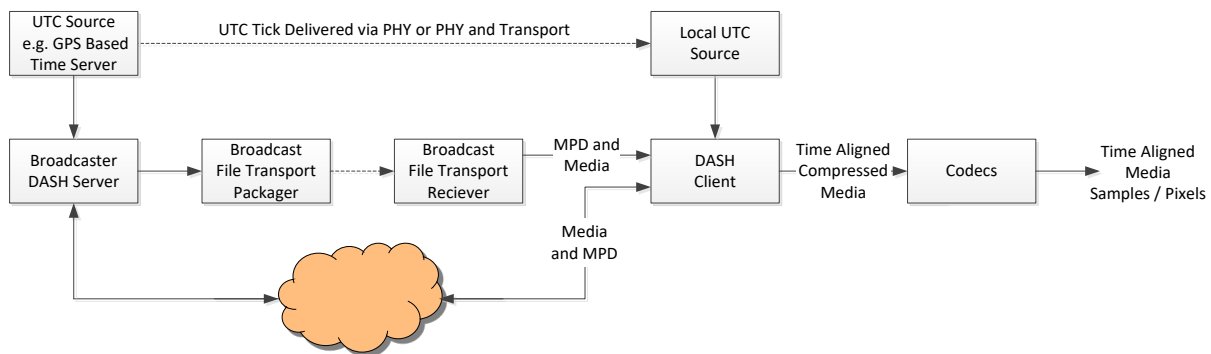 UTC Source
e.g. GPS Based
Time Server
UTC Tick Delivered via PHY or PHY and Transport
Local UTC
Source
Broadcaster
DASH Server
Broadcast
File Transport
Packager
Broadcast
File Transport
Reciever
MPD and
Media
DASH
Client
Time Aligned
Compressed
Media
Codecs
Time Aligned
Media
Samples / Pixels
Media
and MPD